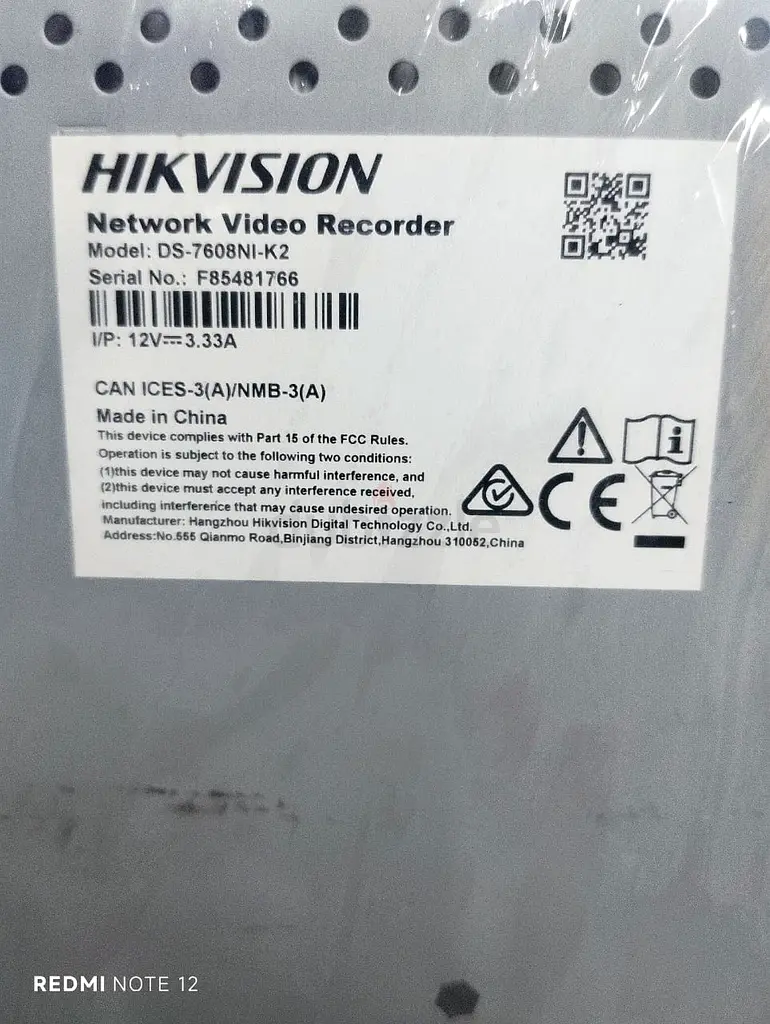 HIKVISION
Network Video Recorder
Model: DS-7608NI-K2
Serial No.: F85481766
I/P: 12V⎓3.33A
CAN ICES-3(A)/NMB-3(A)
Made in China
This device complies with Part 15 of the FCC Rules.
Operation is subject to the following two conditions:
(1)this device may not cause harmful interference, and
(2)this device must accept any interference received,
including interference that may cause undesired operation.
Manufacturer: Hangzhou Hikvision Digital Technology Co.,Ltd.
Address:No.555 Qianmo Road,Binjiang District,Hangzhou 310052,China
CE
REDMI NOTE 12